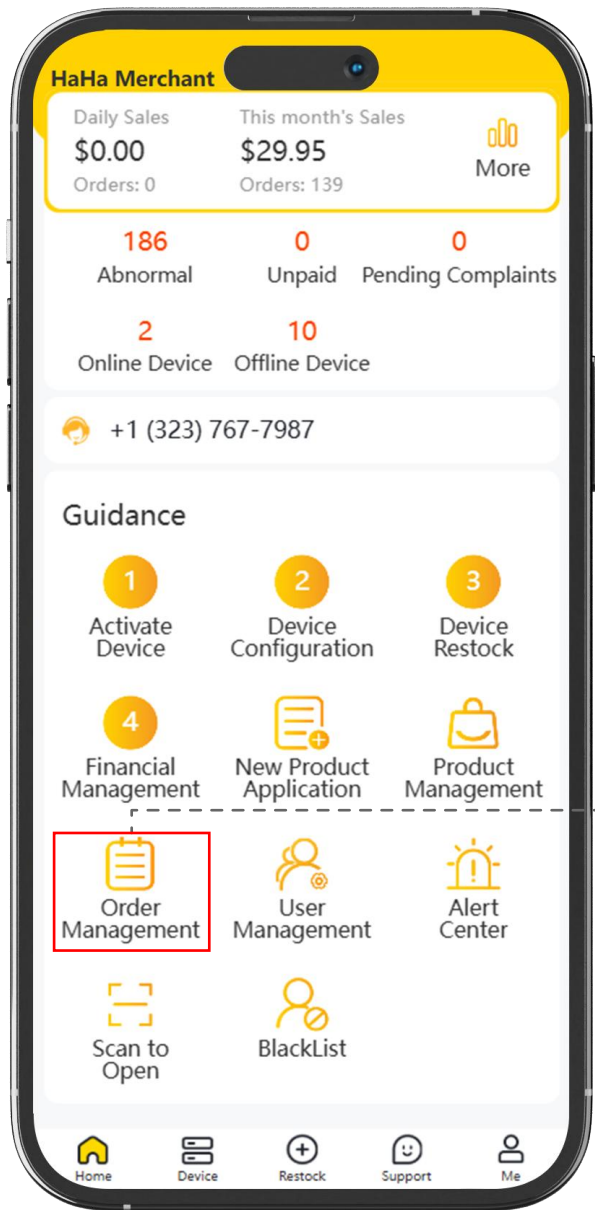 HaHa Merchant
Daily Sales
This month's Sales
$0.00
$29.95
More
Orders: 0
Orders: 139
186
0
0
Abnormal
Unpaid
Pending Complaints
2
10
Online Device
Offline Device
+1 (323) 767-7987
Guidance
1
2
3
Activate
Device
Device
Configuration
Device
Restock
4
Financial
Management
New Product
Application
Product
Management
Order
Management
User
Management
Alert
Center
Scan to
Open
BlackList
Home
Device
Restock
Support
Me